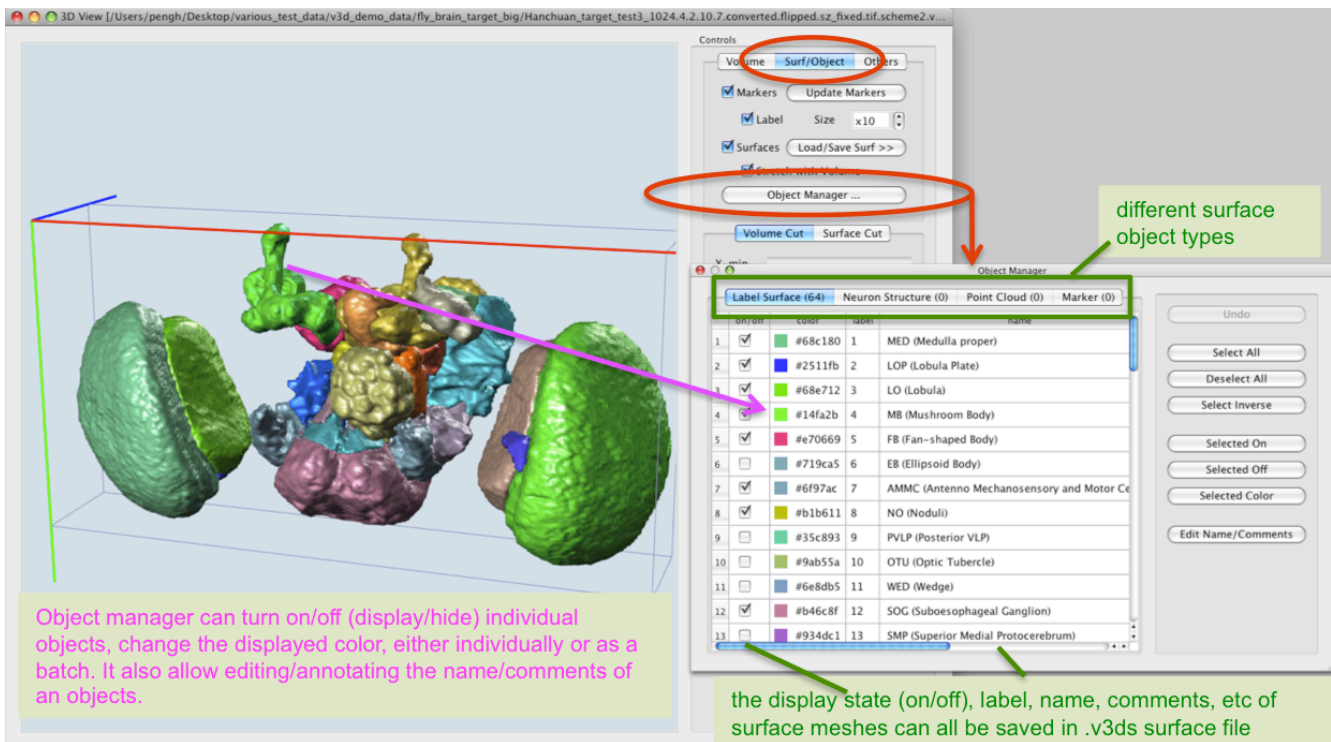 3D View [/Users/pengh/Desktop/various_test_data/v3d_demo_data/fly_brain_target_big/Hanchuan_target_test3_1024.4.2.10.7.converted.flipped.sz_fixed.tif.scheme2.v...
Controls
Volume Surf/Object Others
Markers Update Markers
Label Size x10
Surfaces Load/Save Surf >>
Stretch with Volume
Object Manager ...
Volume Cut Surface Cut
X-min
different surface
object types
Object Manager
Label Surface (64) Neuron Structure (0) Point Cloud (0) Marker (0)
on/off color label name
1 #68c180 1 MED (Medulla proper)
2 #2511fb 2 LOP (Lobula Plate)
3 #68e712 3 LO (Lobula)
4 #14fa2b 4 MB (Mushroom Body)
5 #e70669 5 FB (Fan-shaped Body)
6 #719ca5 6 EB (Ellipsoid Body)
7 #6f97ac 7 AMMC (Antenno Mechanosensory and Motor Ce
8 #b1b611 8 NO (Noduli)
9 #35c893 9 PVLP (Posterior VLP)
10 #9ab55a 10 OTU (Optic Tubercle)
11 #6e8db5 11 WED (Wedge)
12 #b46c8f 12 SOG (Suboesophageal Ganglion)
13 #934dc1 13 SMP (Superior Medial Protocerebrum)
Undo
Select All
Deselect All
Select Inverse
Selected On
Selected Off
Selected Color
Edit Name/Comments
Object manager can turn on/off (display/hide) individual
objects, change the displayed color, either individually or as a
batch. It also allow editing/annotating the name/comments of
an objects.
the display state (on/off), label, name, comments, etc of
surface meshes can all be saved in .v3ds surface file